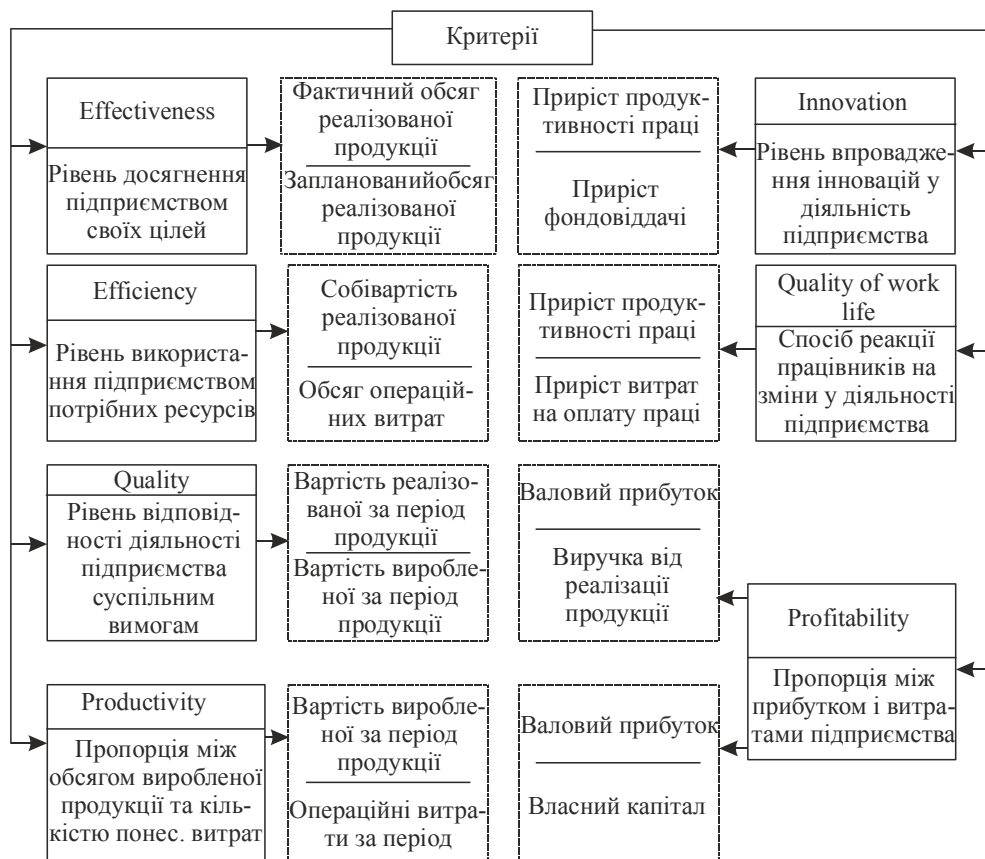 Критерії
Effectiveness
Рівень досягнення
підприємством
своїх цілей
Фактичний обсяг
реалізованої
продукції
Запланованийобсяг
реалізованої
продукції
Приріст продук-
тивності праці
Приріст
фондовіддачі
Innovation
Рівень впровадже-
ння інновацій у
діяльність
підприємства
Efficiency
Рівень використа-
ння підприємством
потрібних ресурсів
Собівартість
реалізованої
продукції
Обсяг операцій-
них витрат
Приріст продук-
тивності праці
Приріст витрат
на оплату праці
Quality of work
life
Спосіб реакції
працівників на
зміни у діяльності
підприємства
Quality
Рівень відповід-
ності діяльності
підприємства
суспільним
вимогам
Вартість реалізо-
ваної за період
продукції
Вартість виробле-
ної за період
продукції
Валовий прибуток
Виручка від
реалізації
продукції
Profitability
Пропорція між
прибутком і витра-
тами підприємства
Productivity
Пропорція між
обсягом виробленої
продукції та кіль-
кістю понес. витрат
Вартість виробле-
ної за період
продукції
Операційні витра-
ти за період
Валовий прибуток
Власний капітал